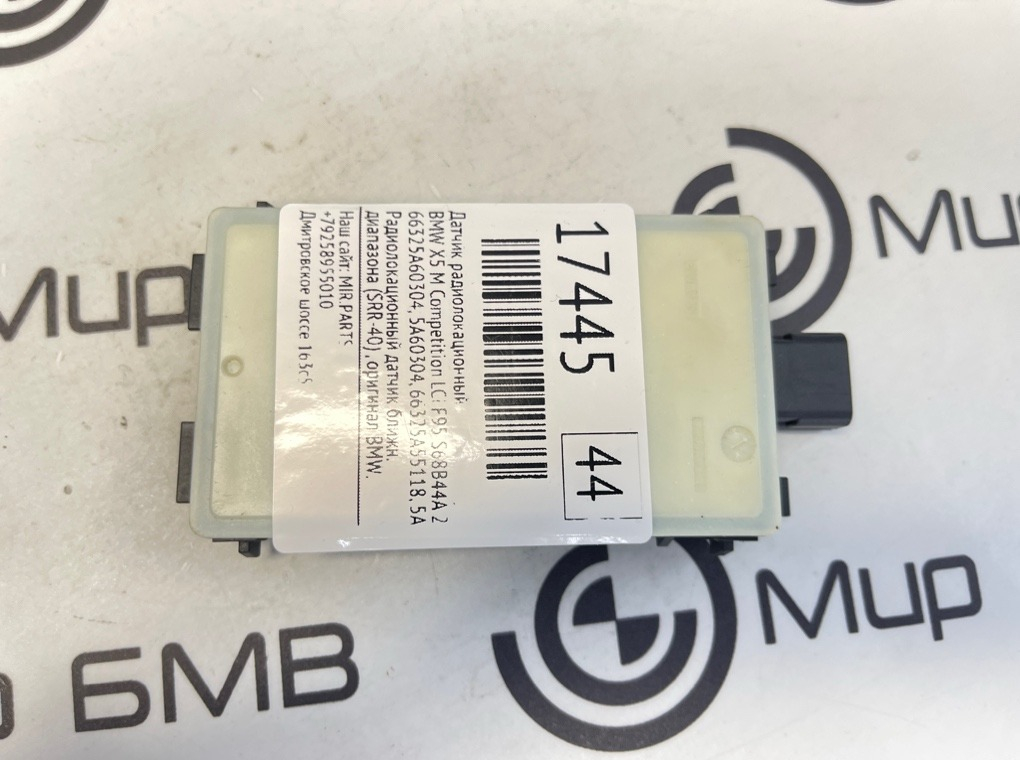 17445
44
Датчик радиолокационный
BMW X5 M Competition LCi F95 S68B44A 2
66325A60304, 5A60304, 66325A55118, 5A
Радиолокационный датчик ближн.
диапазона (SRR-40), оригинал BMW.
Наш сайт: MIR.PARTS
+79258955010
Дмитровское шоссе 163с5
Мир
Мир
БМВ
Мир